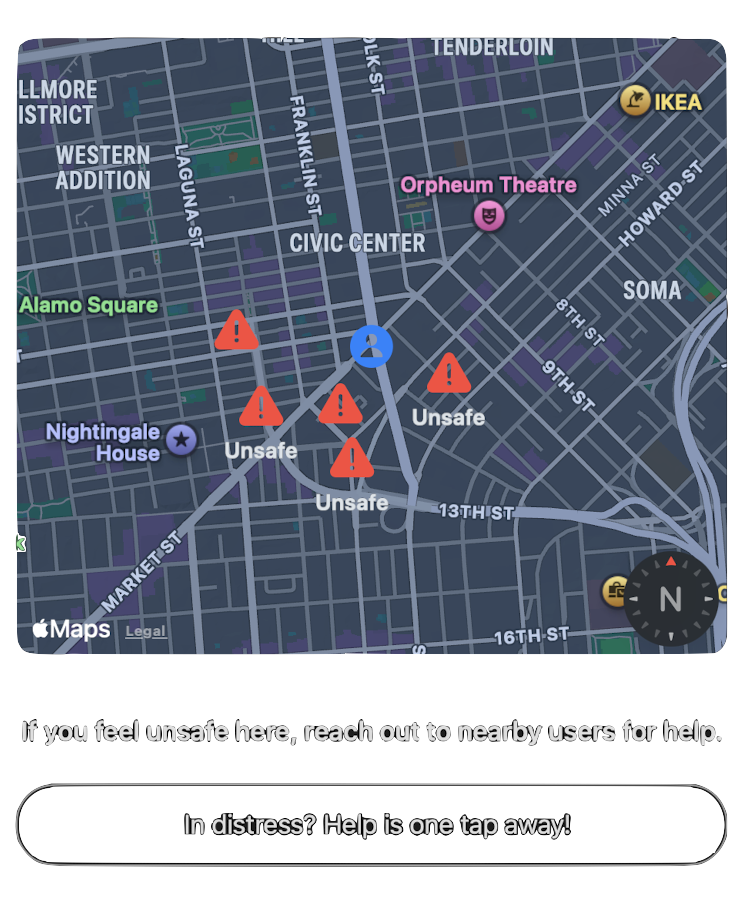 TENDERLOIN
OLK ST
LLMORE
ISTRICT
IKEA
FRANKLIN ST
WESTERN
ADDITION
LAGUNA ST
Orpheum Theatre
MINNA ST
HOWARD ST
CIVIC CENTER
SOMA
Alamo Square
8TH ST
9TH ST
Unsafe
Nightingale
House
Unsafe
Unsafe
13TH ST
MARKET ST
N
Maps Legal
16TH ST
S
If you feel unsafe here, reach out to nearby users for help.
In distress? Help is one tap away!